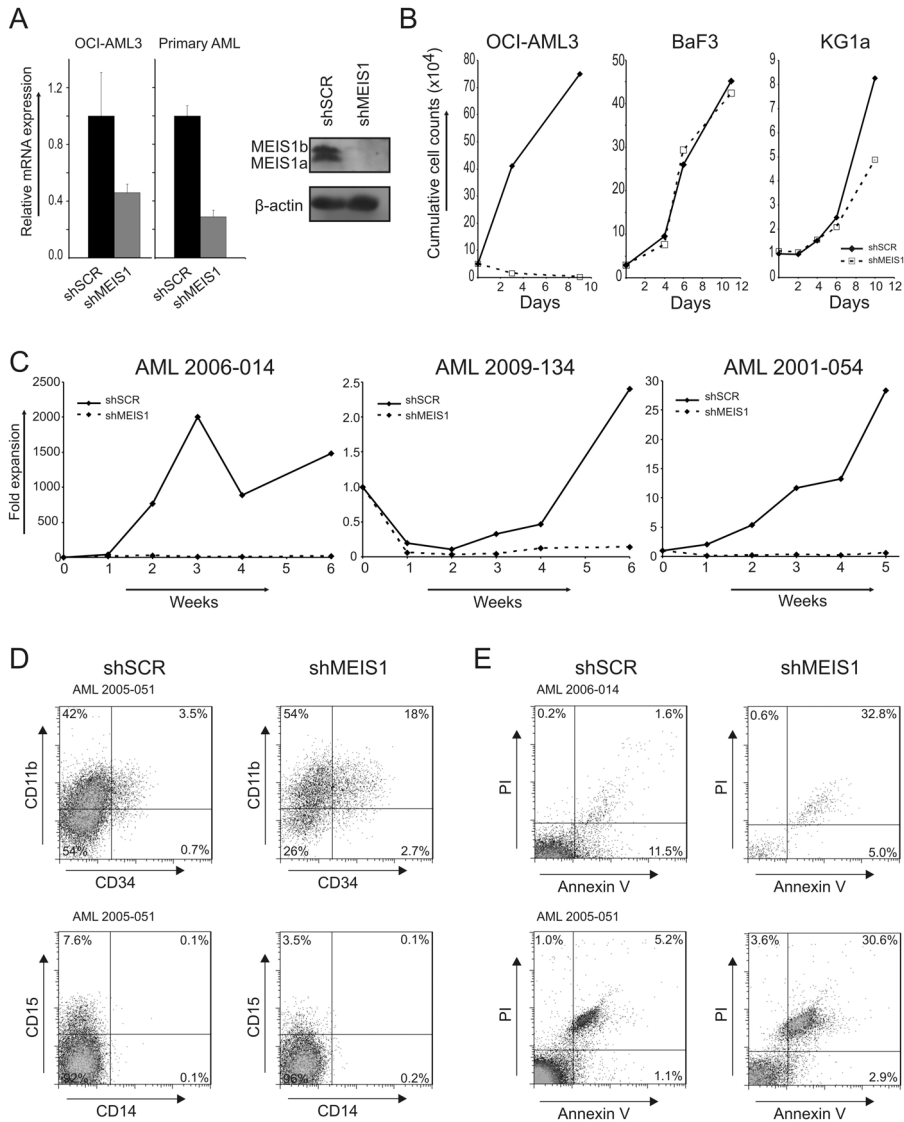 A
OCI-AML3 Primary AML
Relative mRNA expression
1.2
0.8
0.4
0.0
shSCR
shMEIS1
shSCR
shMEIS1
shSCR
shMEIS1
MEIS1b
MEIS1a
β-actin
B
Cumulative cell counts (x10⁴)
OCI-AML3
80
70
60
50
40
30
20
10
0
0 2 4 6 8 10
Days
BaF3
50
40
30
20
10
0
0 2 4 6 8 10 12
Days
KG1a
9
8
7
6
5
4
3
2
1
0
0 2 4 6 8 10 12
Days
shSCR
shMEIS1
C
Fold expansion
AML 2006-014
2500
2000
1500
1000
500
0
0 1 2 3 4 5 6
shSCR
shMEIS1
Weeks
AML 2009-134
2.5
2.0
1.5
1.0
0.5
0
0 1 2 3 4 5 6
shSCR
shMEIS1
Weeks
AML 2001-054
30
25
20
15
10
5
0
0 1 2 3 4 5
shSCR
shMEIS1
Weeks
D
shSCR shMEIS1
AML 2005-051
42% 3.5%
54% 0.7%
CD11b
CD34
54% 18%
26% 2.7%
CD11b
CD34
AML 2005-051
7.6% 0.1%
92% 0.1%
CD15
CD14
3.5% 0.1%
96% 0.2%
CD15
CD14
E
shSCR shMEIS1
AML 2006-014
0.2% 1.6%
11.5%
PI
Annexin V
0.6% 32.8%
5.0%
PI
Annexin V
AML 2005-051
1.0% 5.2%
1.1%
PI
Annexin V
3.6% 30.6%
2.9%
PI
Annexin V